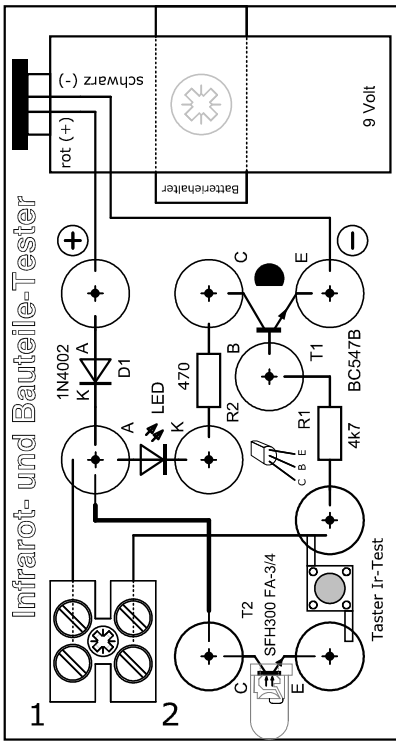 schwarz (-)
rot (+)
9 Volt
Batteriehalter
Infrarot- und Bauteile-Tester
+
-
C
E
A
K
1N4002
D1
B
T1
BC547B
470
R2
A
K
LED
R1
4k7
E
B
C
T2
SFH300 FA-3/4
C
E
Taster Ir-Test
1
2